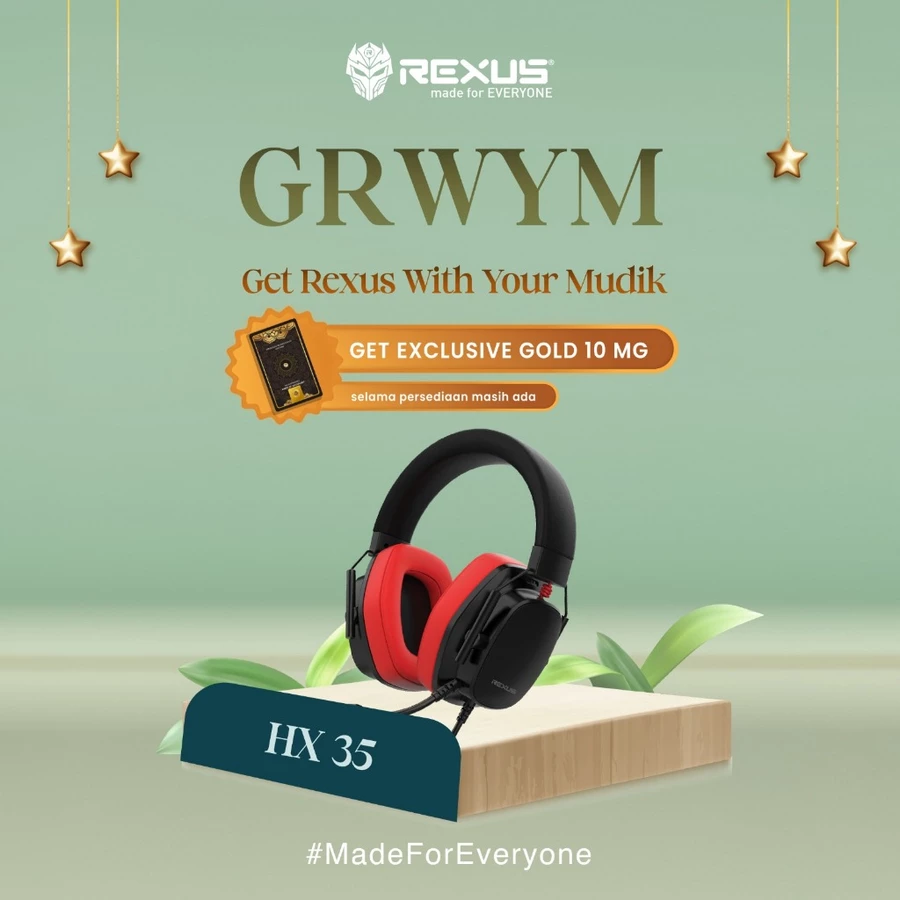 REXUS®
made for EVERYONE
GRWYM
Get Rexus With Your Mudik
GET EXCLUSIVE GOLD 10 MG
selama persediaan masih ada
REXUS
HX 35
#MadeForEveryone